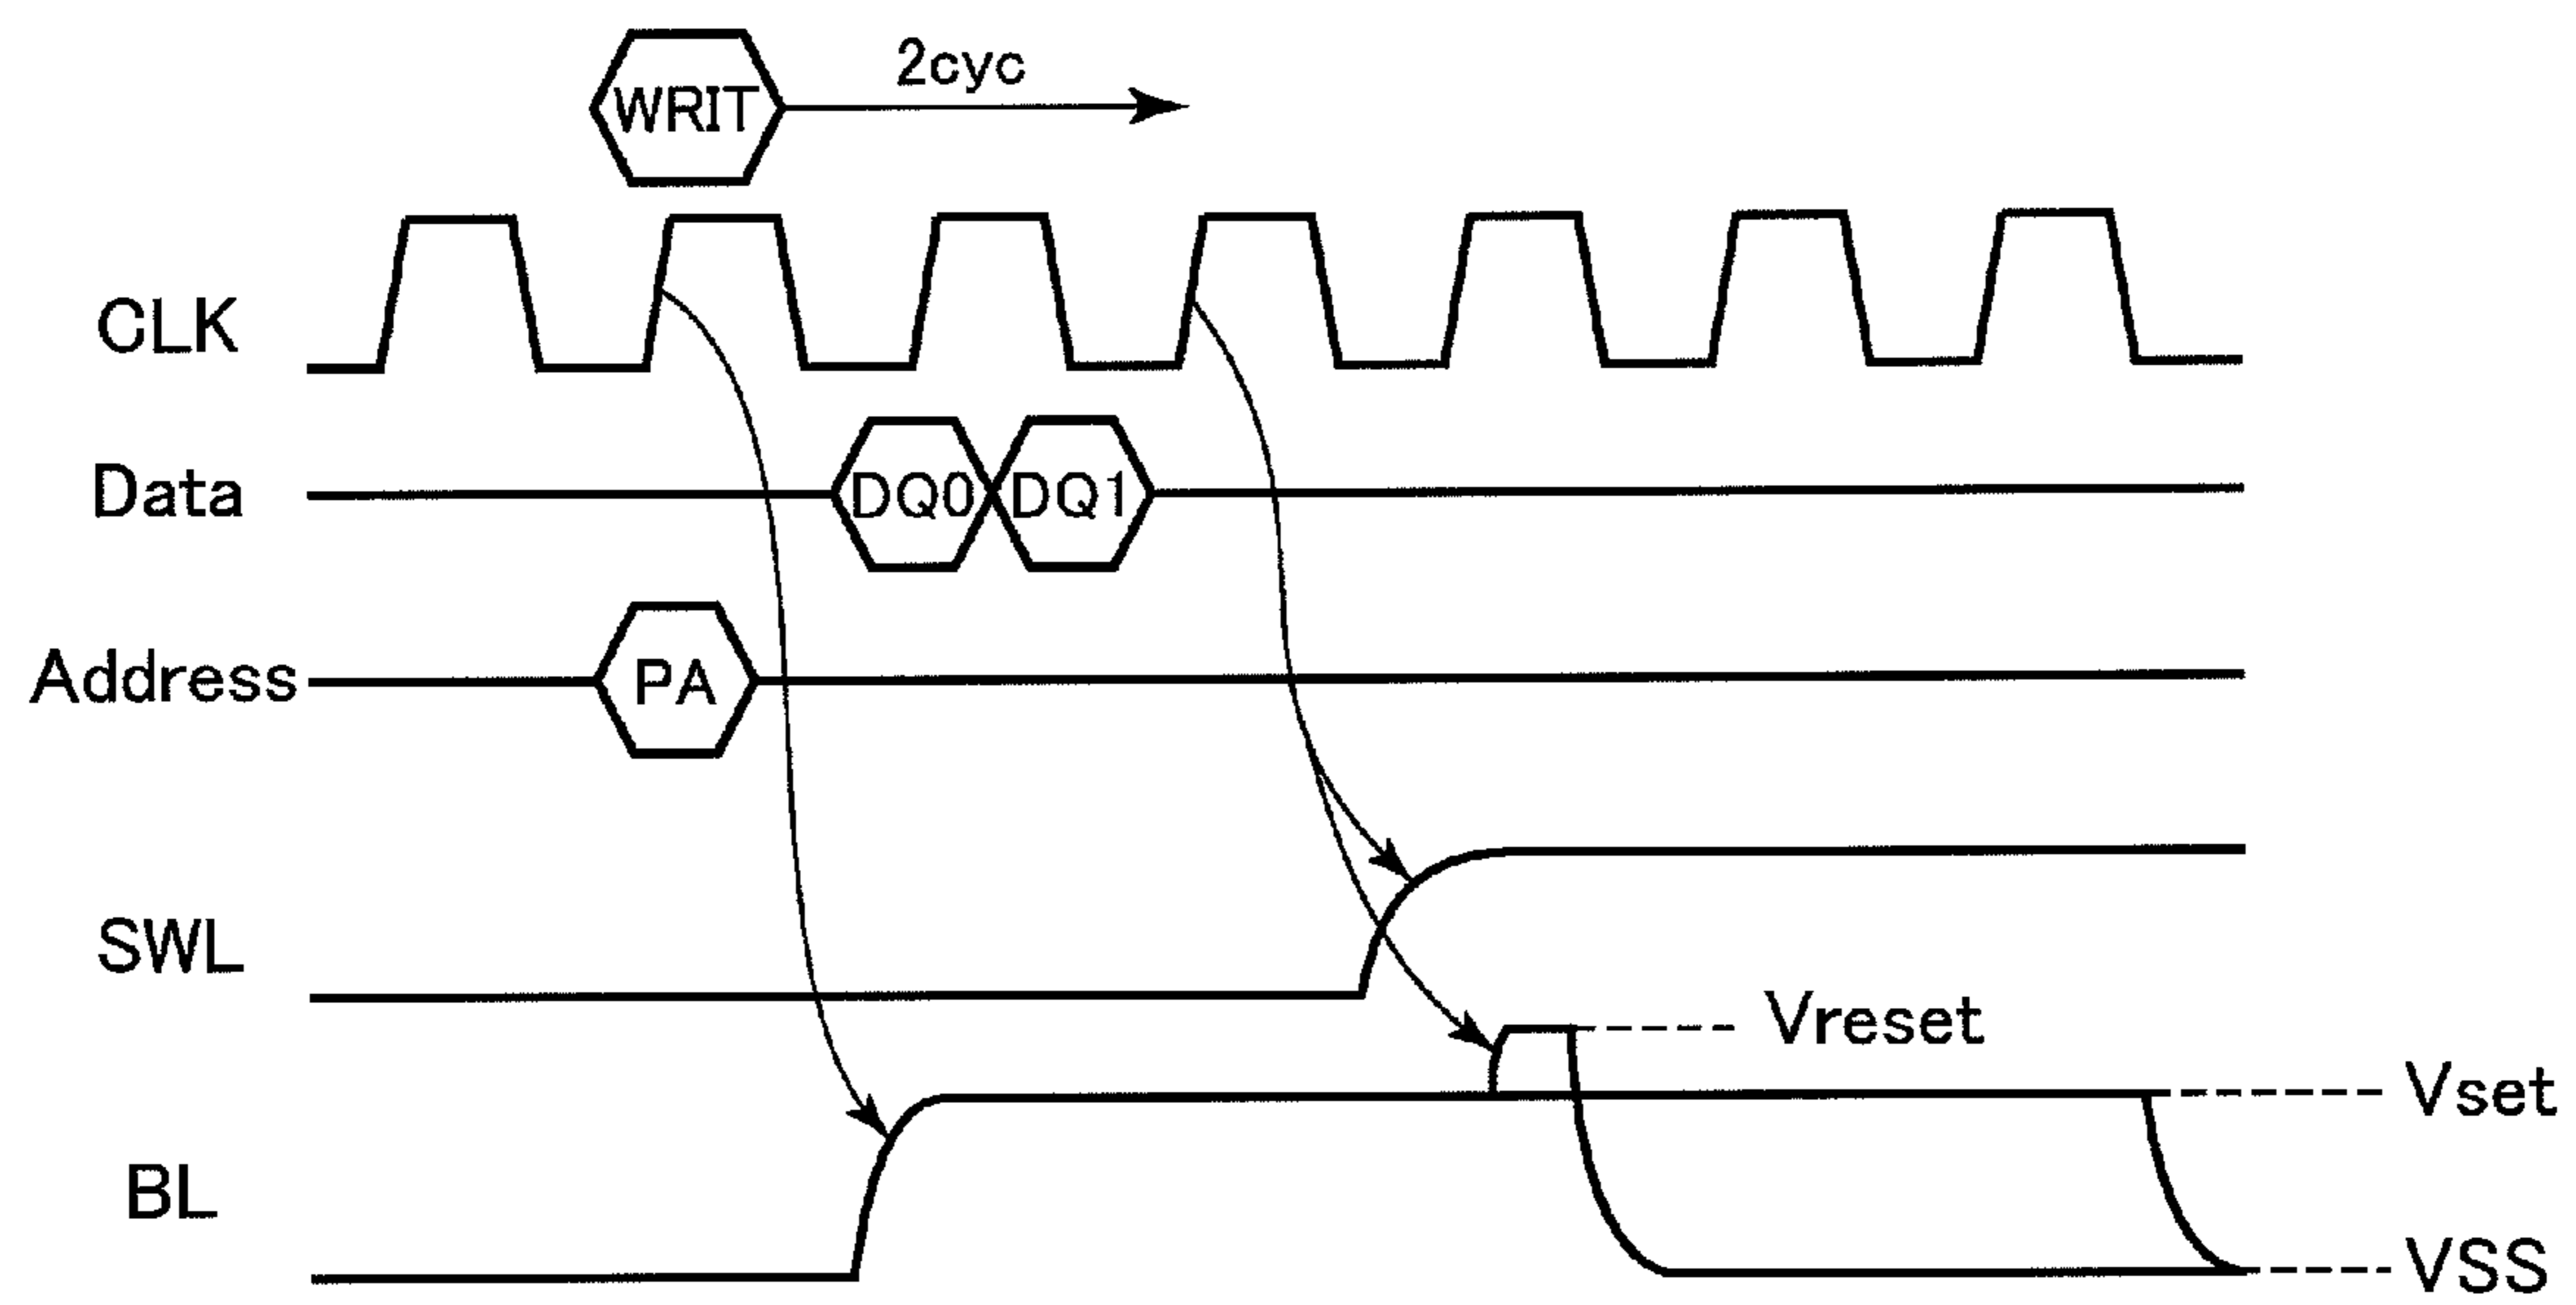 WRIT 2cyc
CLK
Data DQ0 DQ1
Address PA
SWL
Vreset
Vset
BL
VSS